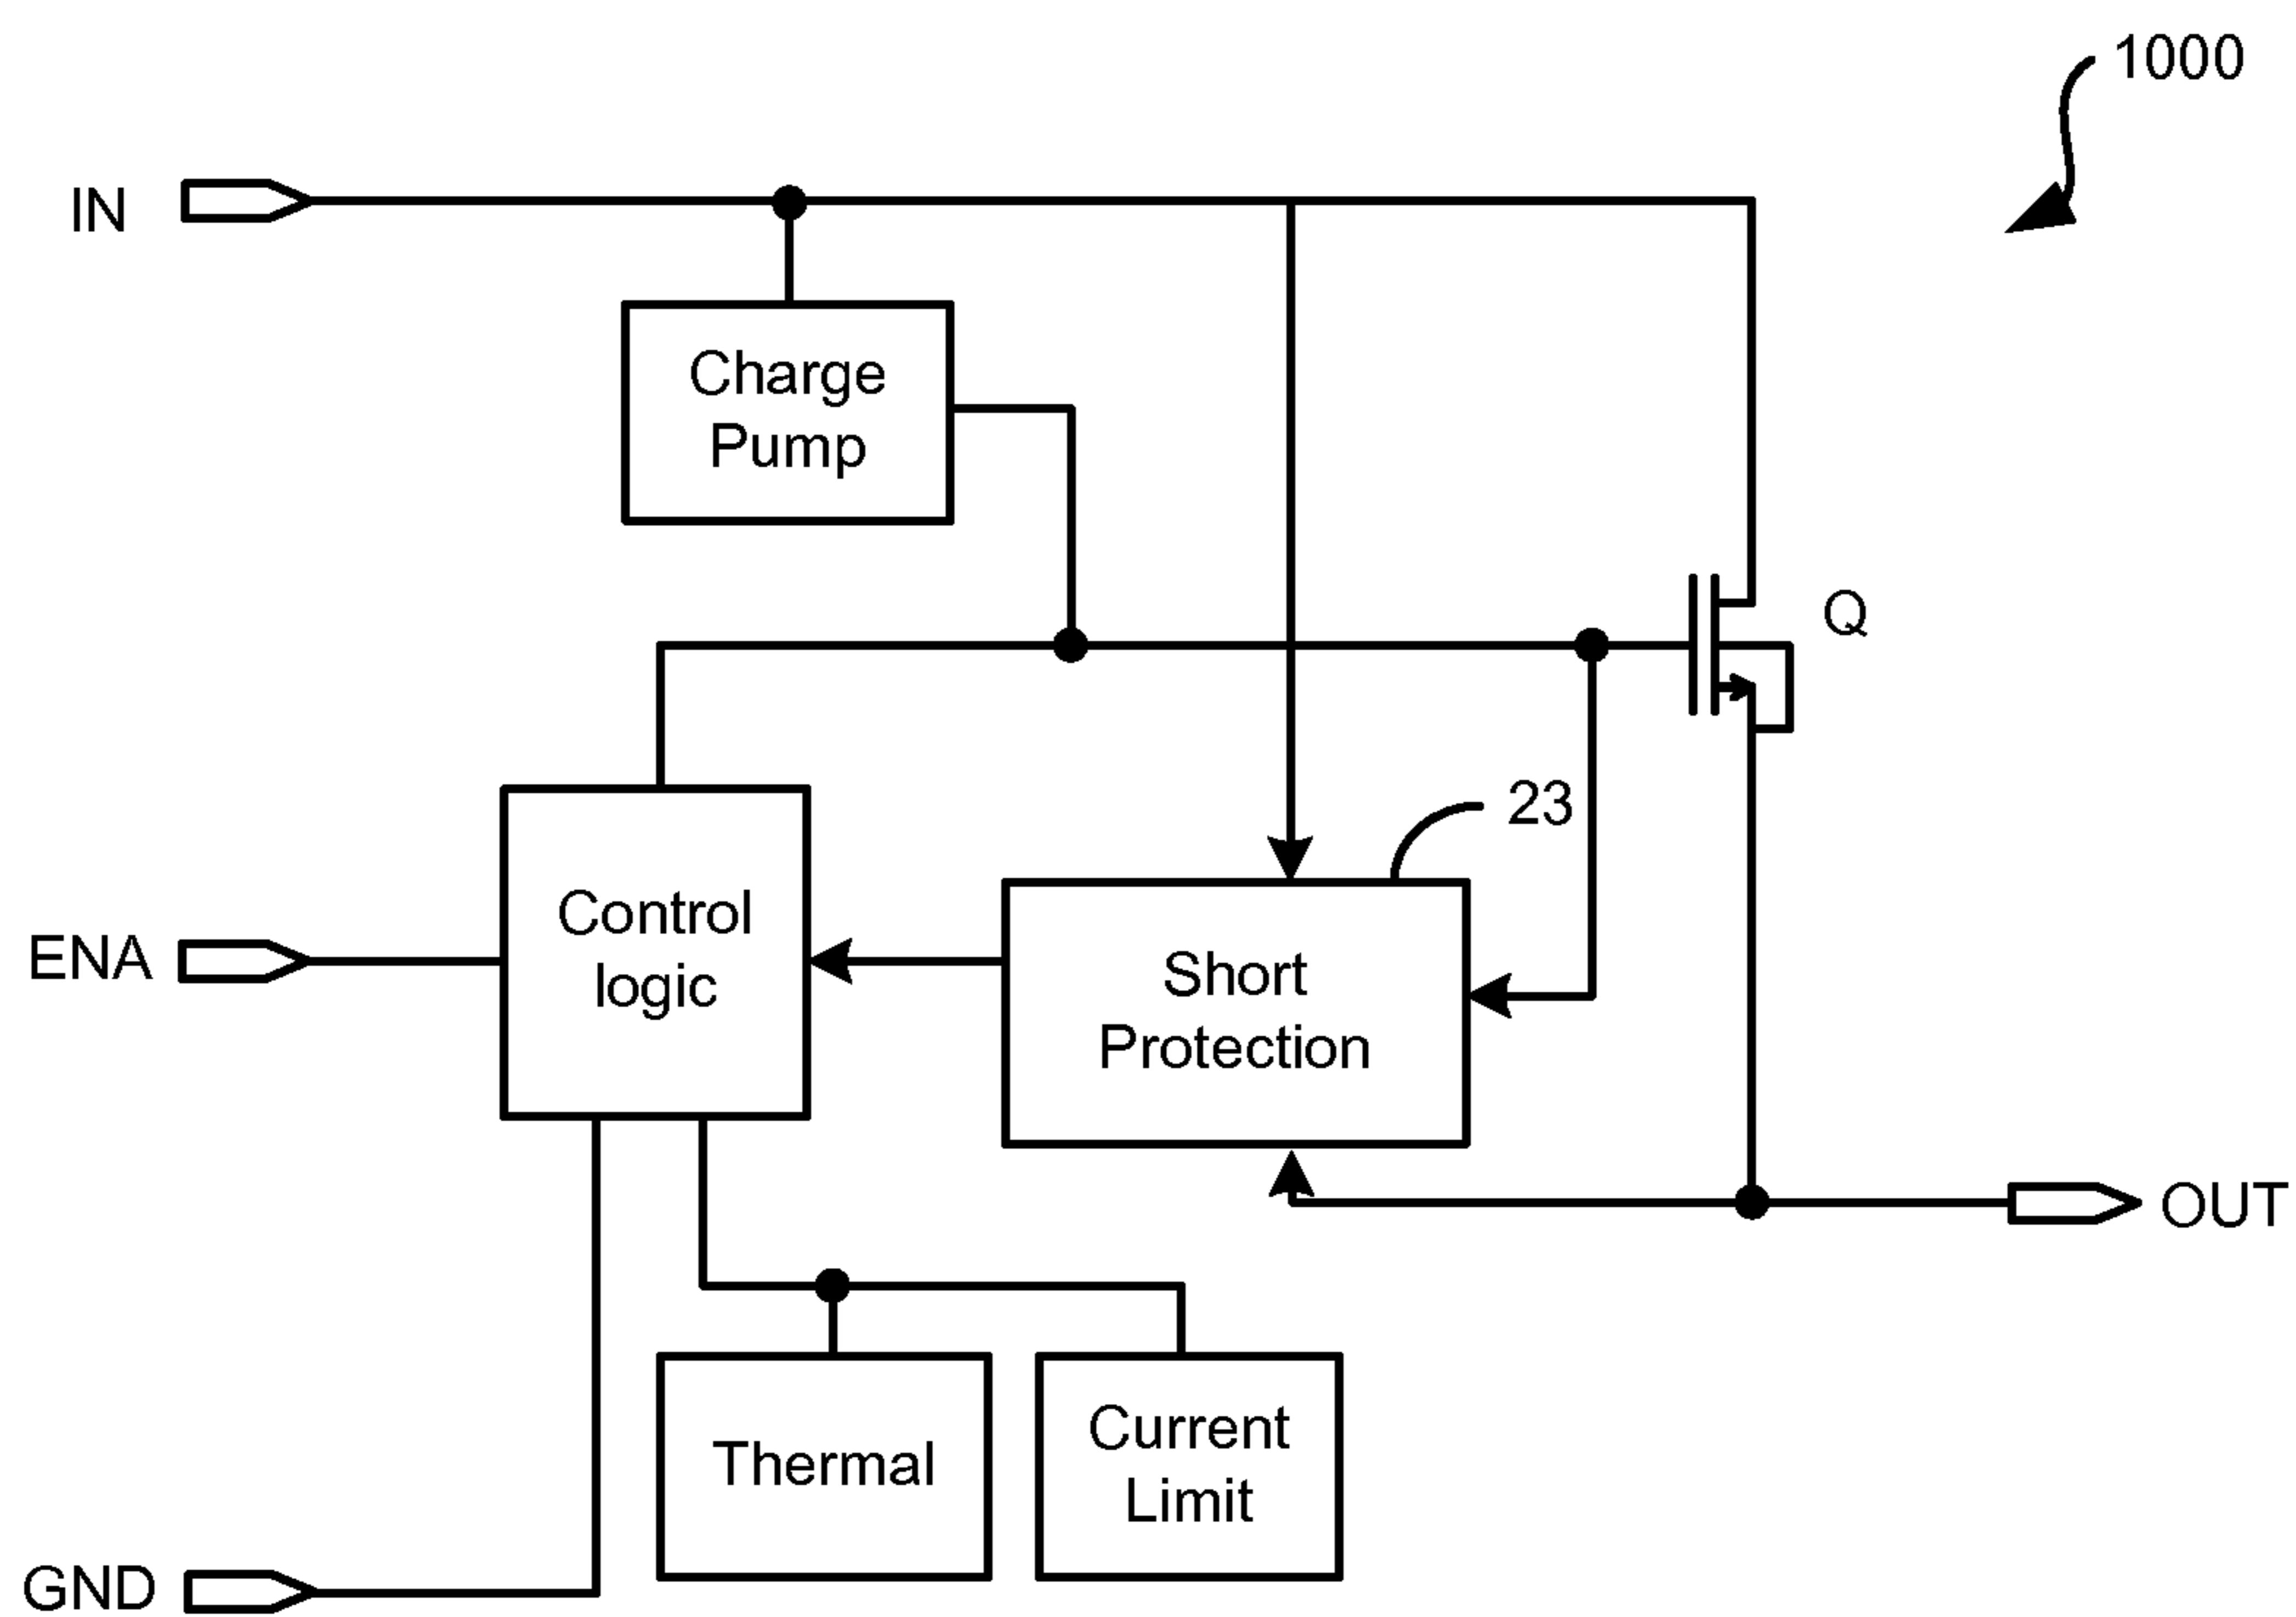 1000
IN
Charge
Pump
Q
23
Control
logic
ENA
Short
Protection
OUT
Thermal
Current
Limit
GND